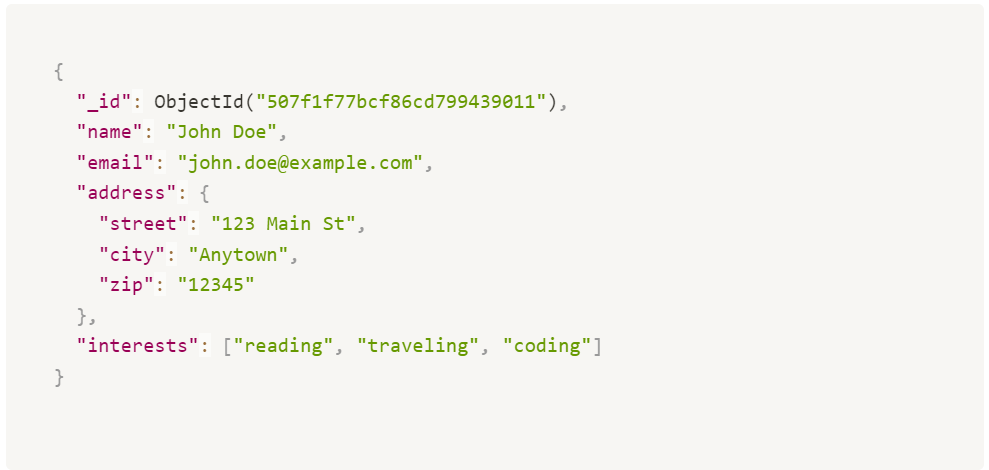 {
  "_id": ObjectId("507f1f77bcf86cd799439011"),
  "name": "John Doe",
  "email": "john.doe@example.com",
  "address": {
    "street": "123 Main St",
    "city": "Anytown",
    "zip": "12345"
  },
  "interests": ["reading", "traveling", "coding"]
}